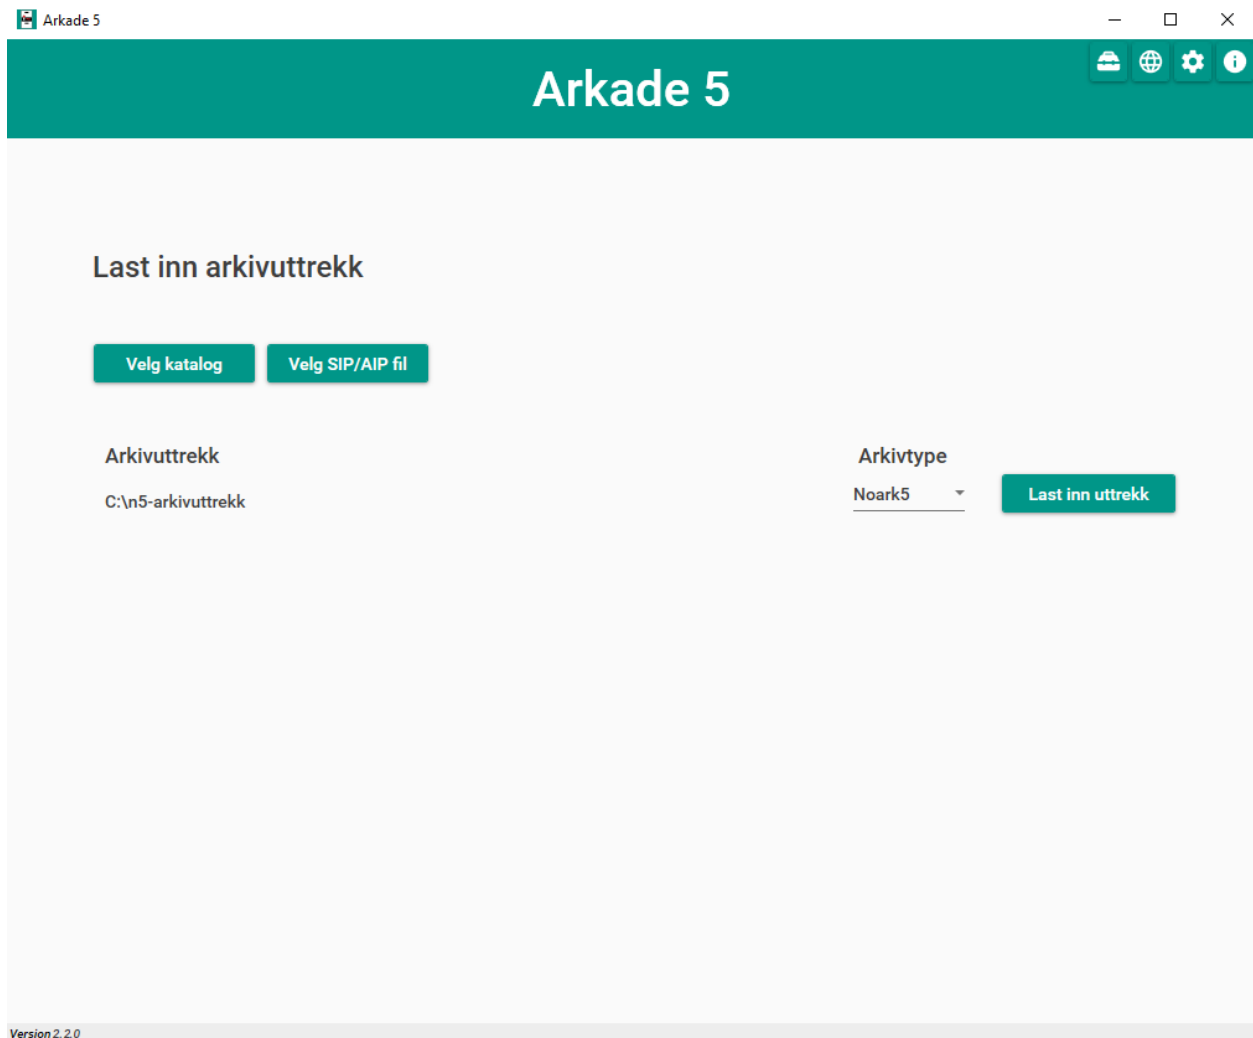 Arkade 5
Arkade 5
Last inn arkivuttrekk
Velg katalog
Velg SIP/AIP fil
Arkivuttrekk
Arkivtype
C:\n5-arkivuttrekk
Noark5
Last inn uttrekk
Version 2.2.0